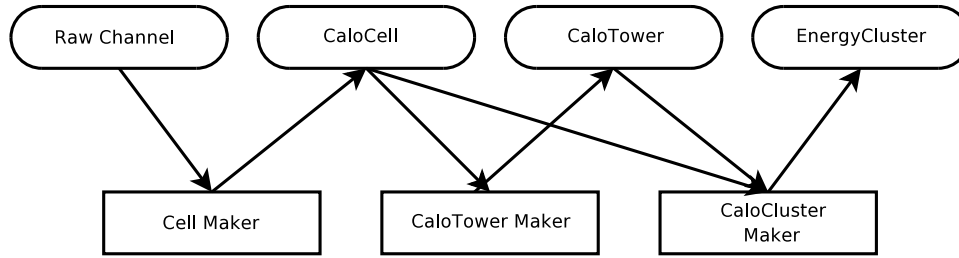 Raw Channel
CaloCell
CaloTower
EnergyCluster
Cell Maker
CaloTower Maker
CaloCluster
Maker